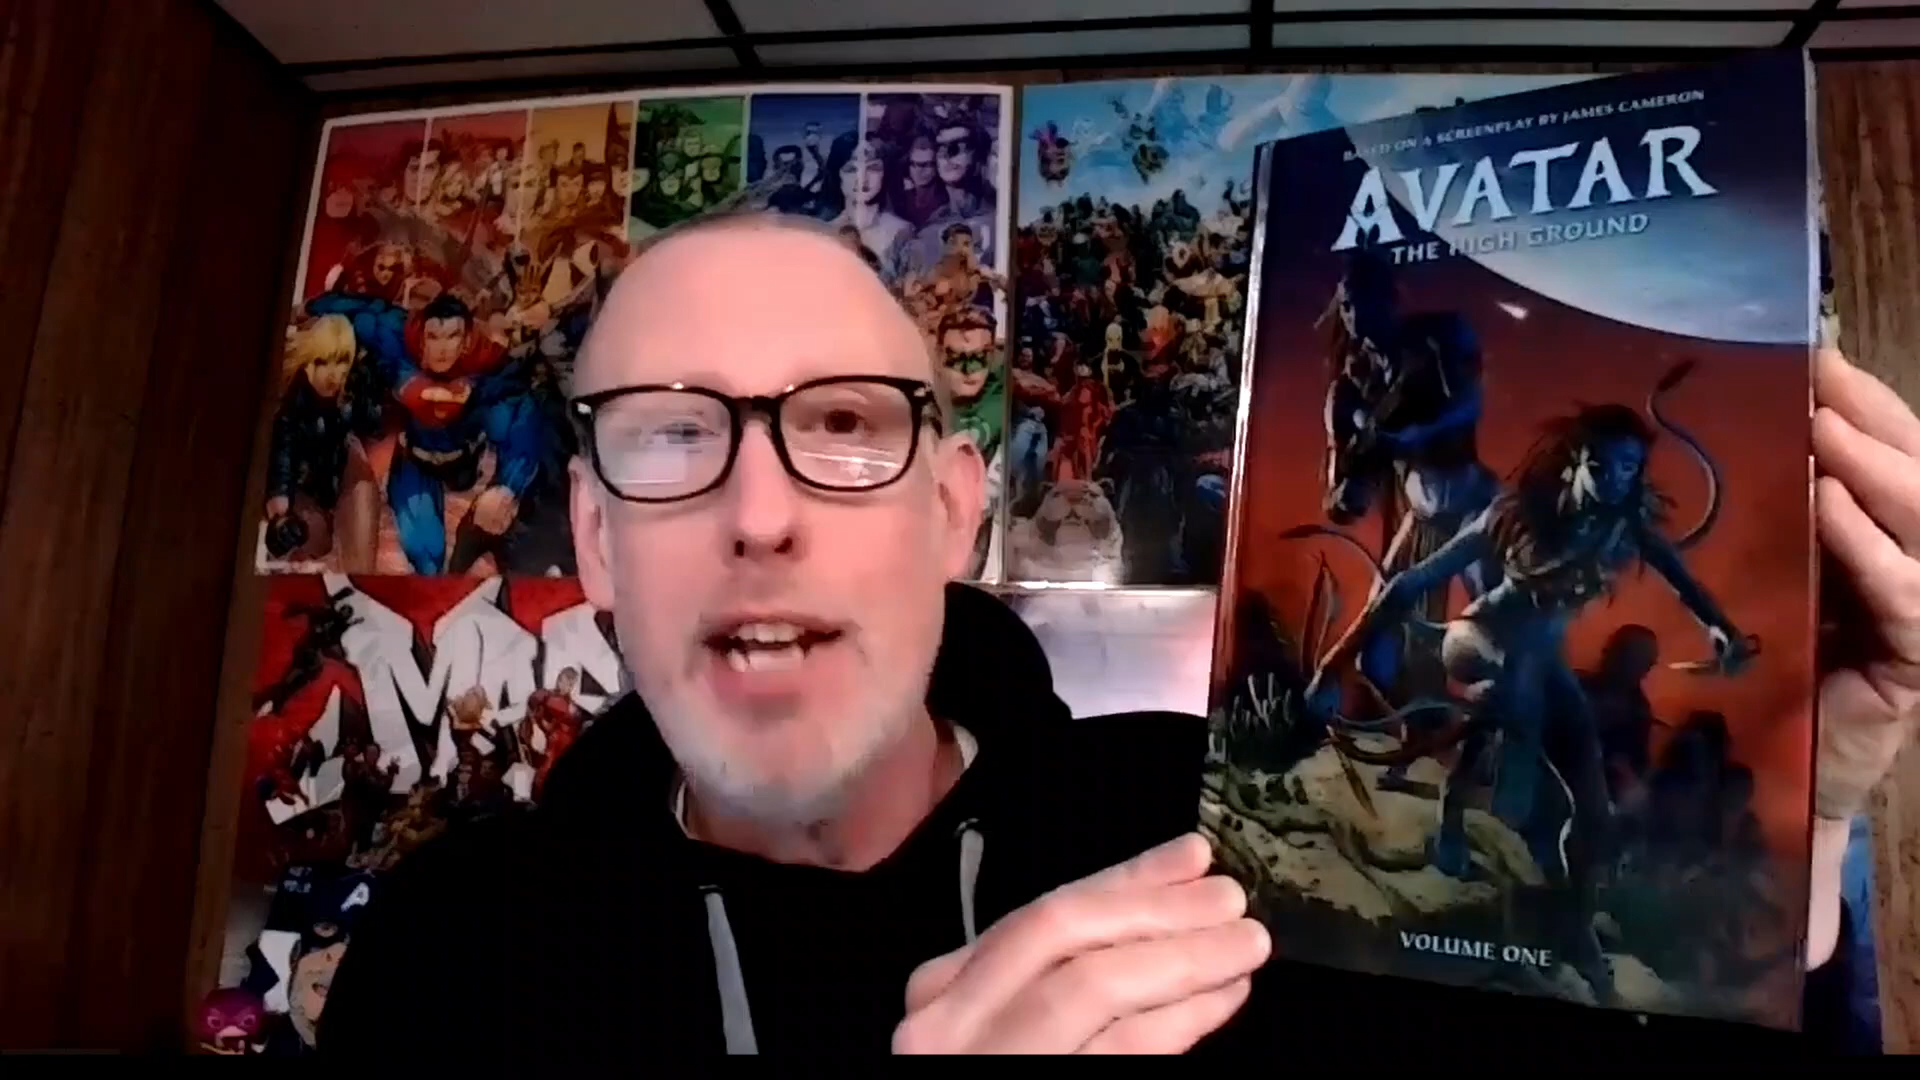 BASED ON A SCREENPLAY BY JAMES CAMERON
AVATAR
THE HIGH GROUND
VOLUME ONE